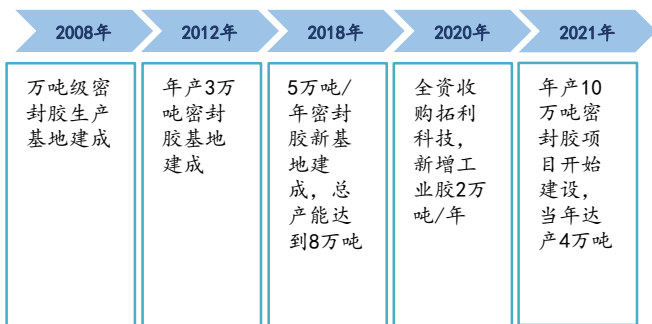 2008年
2012年
2018年
2020年
2021年
万吨级密
封胶生产
基地建成
年产3万
吨密封
胶基地
建成
5万吨/
年密封
胶新基
地建
成，总
产能达
到8万吨
全资收
购拓利
科技，
新增工
业胶2万
吨/年
年产10
万吨密
封胶项
目开始
建设，
当年达
产4万吨